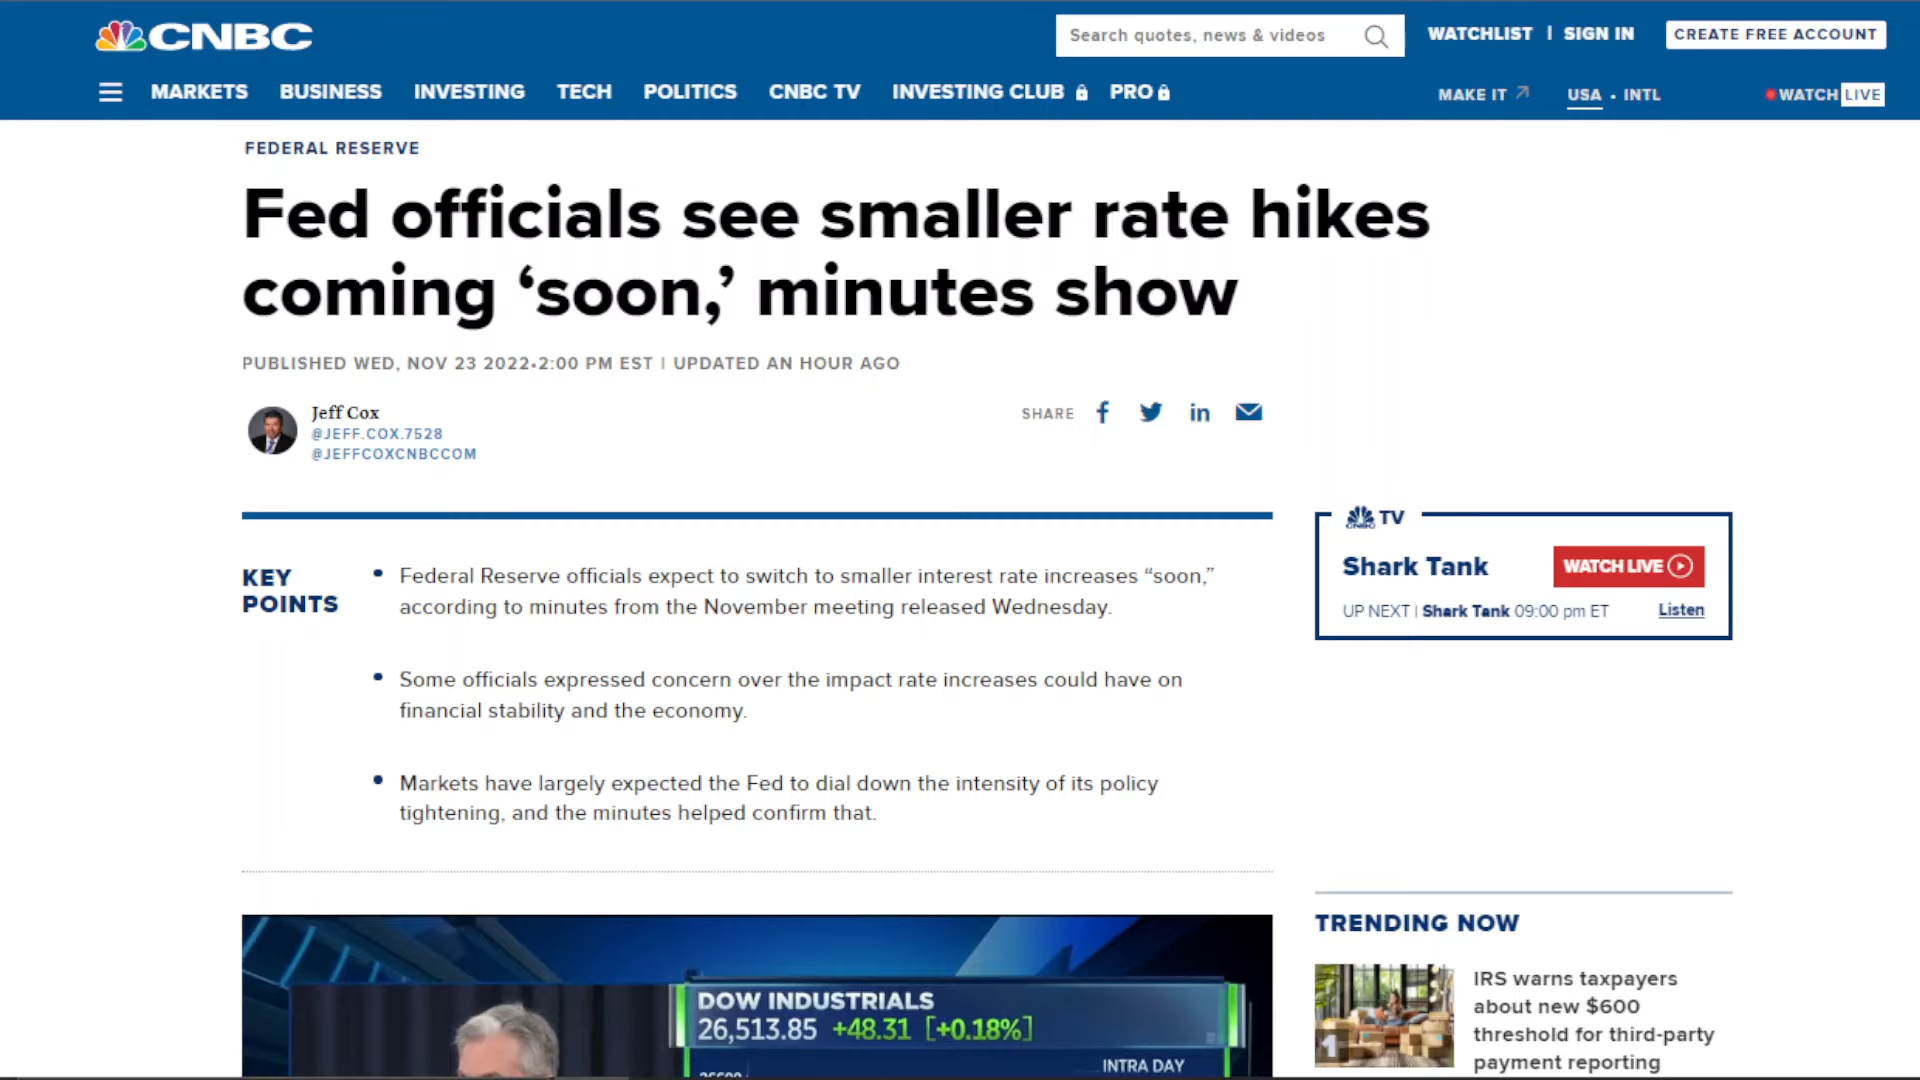 CNBC
Search quotes, news & videos
WATCHLIST | SIGN IN
CREATE FREE ACCOUNT
MARKETS BUSINESS INVESTING TECH POLITICS CNBC TV INVESTING CLUB PRO
MAKE IT USA • INTL WATCH LIVE
FEDERAL RESERVE
Fed officials see smaller rate hikes
coming ‘soon,’ minutes show
PUBLISHED WED, NOV 23 2022•2:00 PM EST | UPDATED AN HOUR AGO
Jeff Cox
@JEFF.COX.7528
@JEFFCOXCNBCCOM
SHARE
KEY
POINTS
Federal Reserve officials expect to switch to smaller interest rate increases “soon,”
according to minutes from the November meeting released Wednesday.
Some officials expressed concern over the impact rate increases could have on
financial stability and the economy.
Markets have largely expected the Fed to dial down the intensity of its policy
tightening, and the minutes helped confirm that.
CNBC TV
Shark Tank
WATCH LIVE
UP NEXT | Shark Tank 09:00 pm ET
Listen
DOW INDUSTRIALS
26,513.85 +48.31 [+0.18%]
INTRA DAY
TRENDING NOW
1
IRS warns taxpayers
about new $600
threshold for third-party
payment reporting